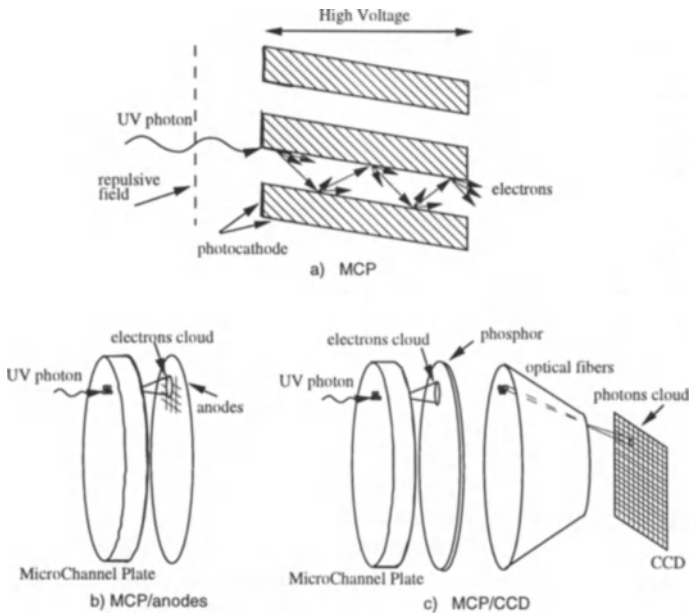 High Voltage
UV photon
repulsive
field
electrons
photocathode
a) MCP
electrons cloud
UV photon
anodes
MicroChannel Plate
b) MCP/anodes
electrons cloud
phosphor
optical fibers
UV photon
photons cloud
CCD
MicroChannel Plate
c) MCP/CCD